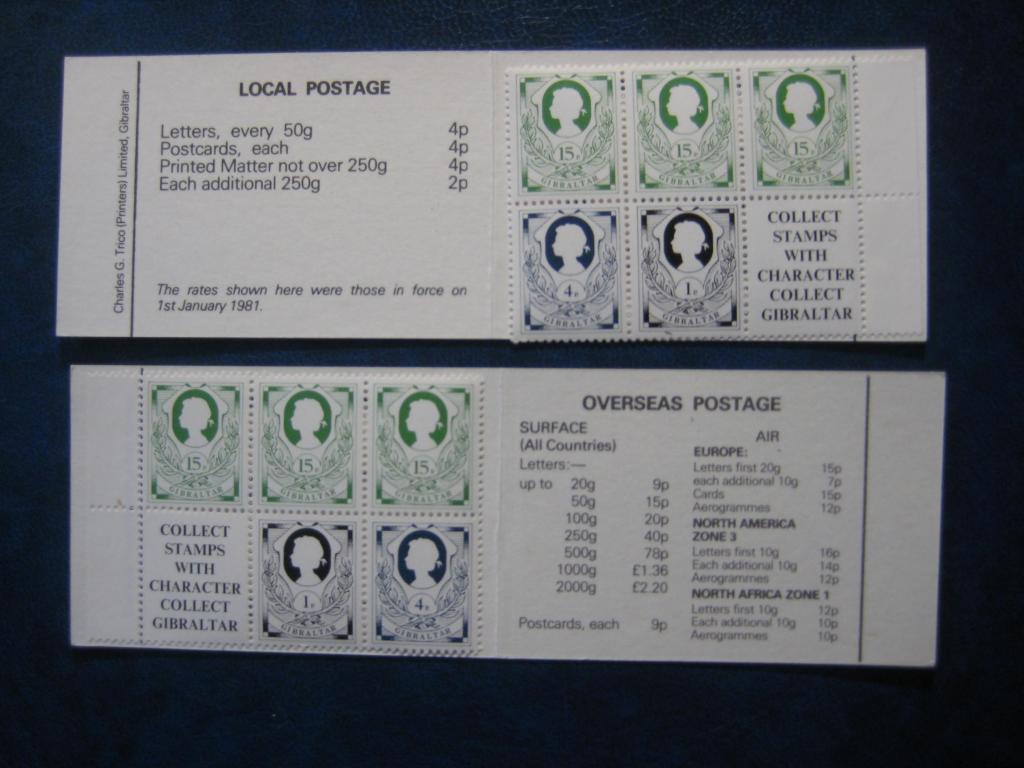 Charles G. Trico (Printers) Limited, Gibraltar
LOCAL POSTAGE
Letters, every 50g 4p
Postcards, each 4p
Printed Matter not over 250g 4p
Each additional 250g 2p
The rates shown here were those in force on
1st January 1981.
15P
GIBRALTAR
15P
GIBRALTAR
15P
GIBRALTAR
4P
GIBRALTAR
1P
GIBRALTAR
COLLECT
STAMPS
WITH
CHARACTER
COLLECT
GIBRALTAR
15P
GIBRALTAR
15P
GIBRALTAR
15P
GIBRALTAR
COLLECT
STAMPS
WITH
CHARACTER
COLLECT
GIBRALTAR
1P
GIBRALTAR
4P
GIBRALTAR
OVERSEAS POSTAGE
SURFACE
(All Countries)
Letters:—
up to 20g 9p
50g 15p
100g 20p
250g 40p
500g 78p
1000g £1.36
2000g £2.20
Postcards, each 9p
AIR
EUROPE:
Letters first 20g 15p
each additional 10g 7p
Cards 15p
Aerogrammes 12p
NORTH AMERICA
ZONE 3
Letters first 10g 16p
Each additional 10g 14p
Aerogrammes 12p
NORTH AFRICA ZONE 1
Letters first 10g 12p
Each additional 10g 10p
Aerogrammes 10p